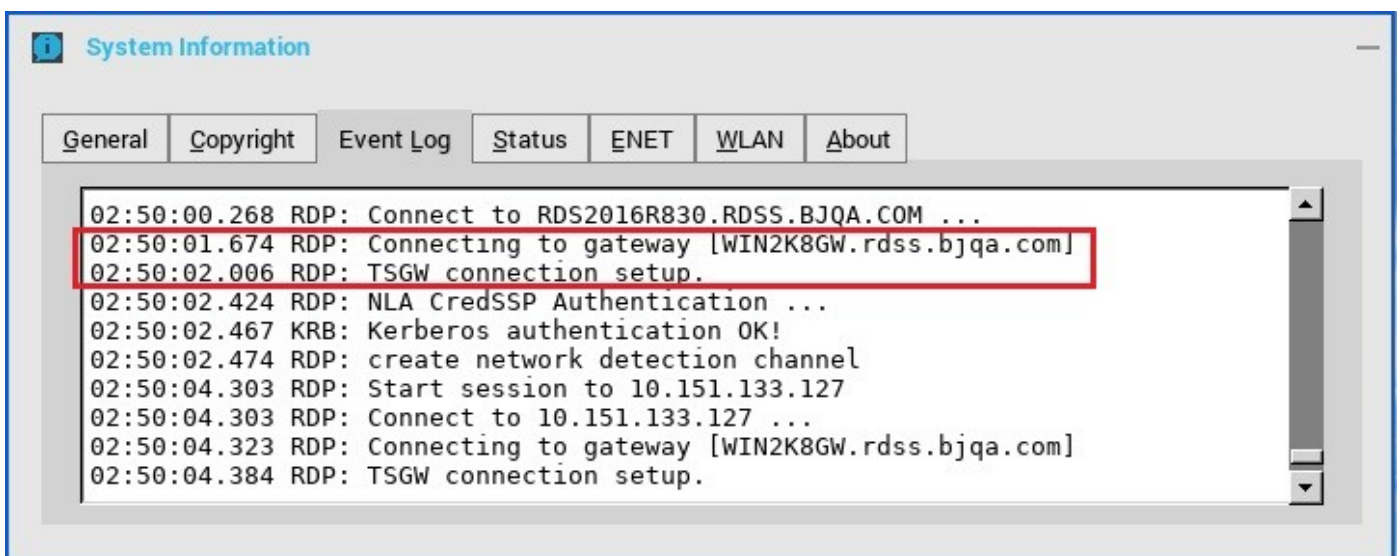 System Information
General Copyright Event Log Status ENET WLAN About
02:50:00.268 RDP: Connect to RDS2016R830.RDSS.BJQA.COM ...
02:50:01.674 RDP: Connecting to gateway [WIN2K8GW.rdss.bjqa.com]
02:50:02.006 RDP: TSGW connection setup.
02:50:02.424 RDP: NLA CredSSP Authentication ...
02:50:02.467 KRB: Kerberos authentication OK!
02:50:02.474 RDP: create network detection channel
02:50:04.303 RDP: Start session to 10.151.133.127
02:50:04.303 RDP: Connect to 10.151.133.127 ...
02:50:04.323 RDP: Connecting to gateway [WIN2K8GW.rdss.bjqa.com]
02:50:04.384 RDP: TSGW connection setup.